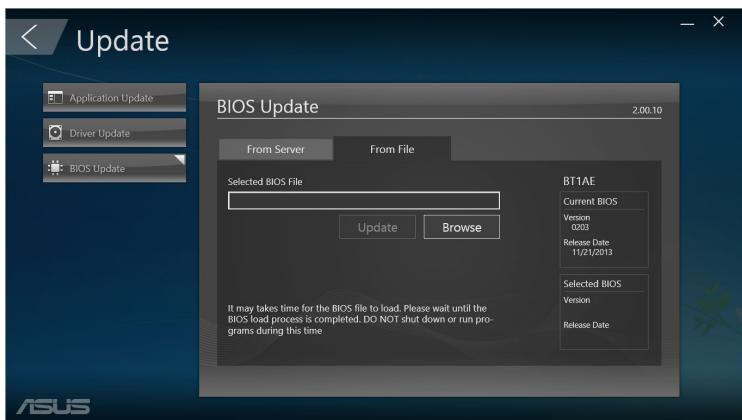 Update
Application Update
Driver Update
BIOS Update
BIOS Update
2.00.10
From Server
From File
Selected BIOS File
Update
Browse
It may takes time for the BIOS file to load. Please wait until the
BIOS load process is completed. DO NOT shut down or run pro-
grams during this time
BT1AE
Current BIOS
Version
0203
Release Date
11/21/2013
Selected BIOS
Version
Release Date
ASUS